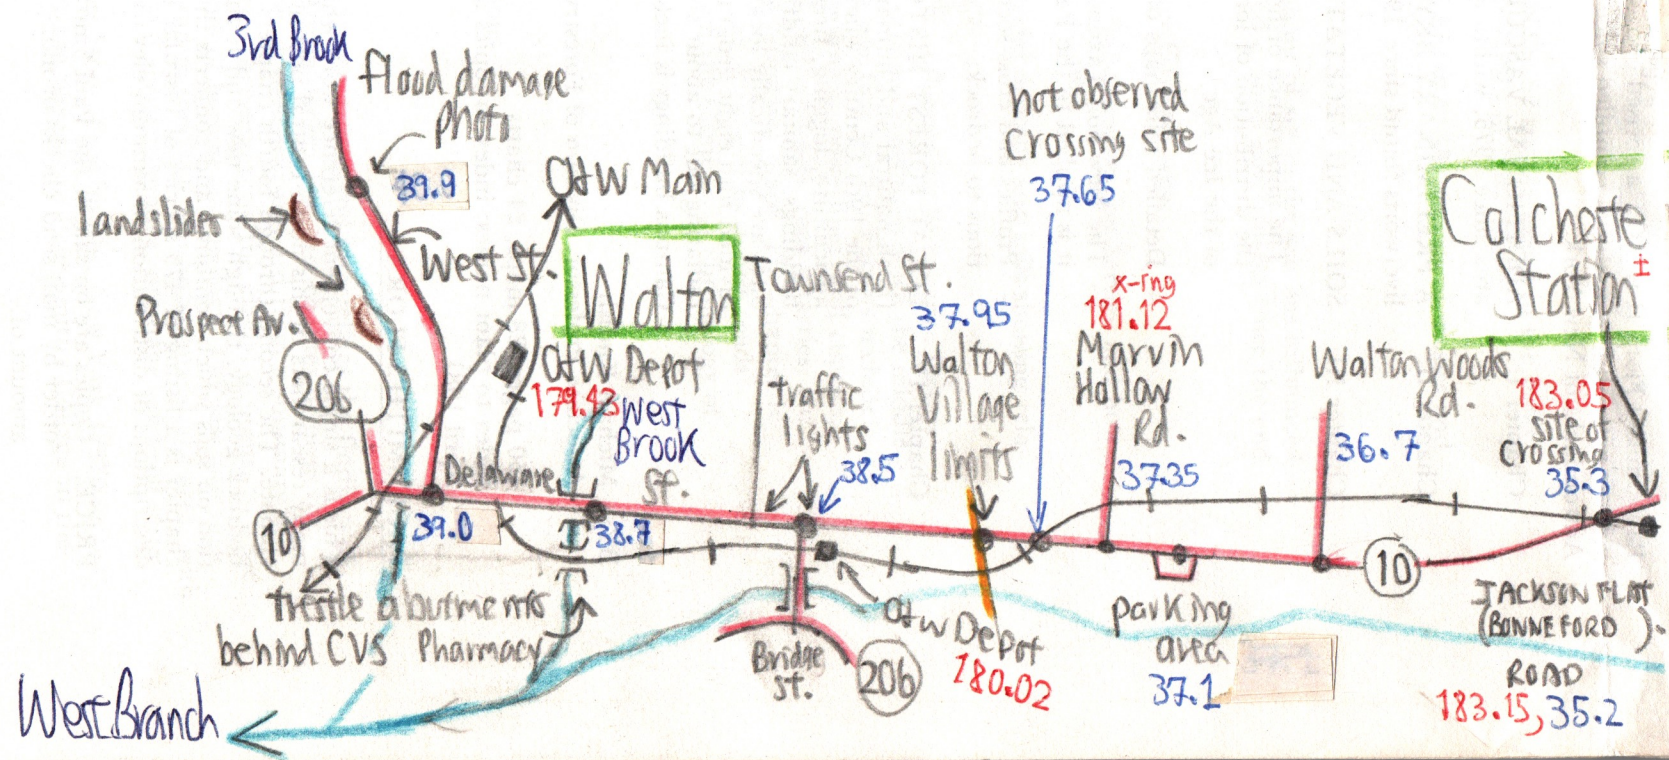 3rd Brook
flood damage
photo
39.9
landslides
West St.
Prospect Av.
206
O&W Main
Walton
O&W Depot
179.43
West
Brook
Townsend St.
traffic
lights
38.5
37.95
Walton
Village
limits
not observed
crossing site
37.65
x-ring
181.12
Marvin
Hollow
Rd.
37.35
Walton Woods
Rd.
36.7
Colcheste
Station
±
183.05
site of
crossing
35.3
Delaware St.
10
39.0
38.7
trestle abutments
behind CVS Pharmacy
Bridge
St.
206
O&W Depot
180.02
parking
area
37.1
10
JACKSON FLAT
(BONNEFORD).
ROAD
183.15, 35.2
West Branch